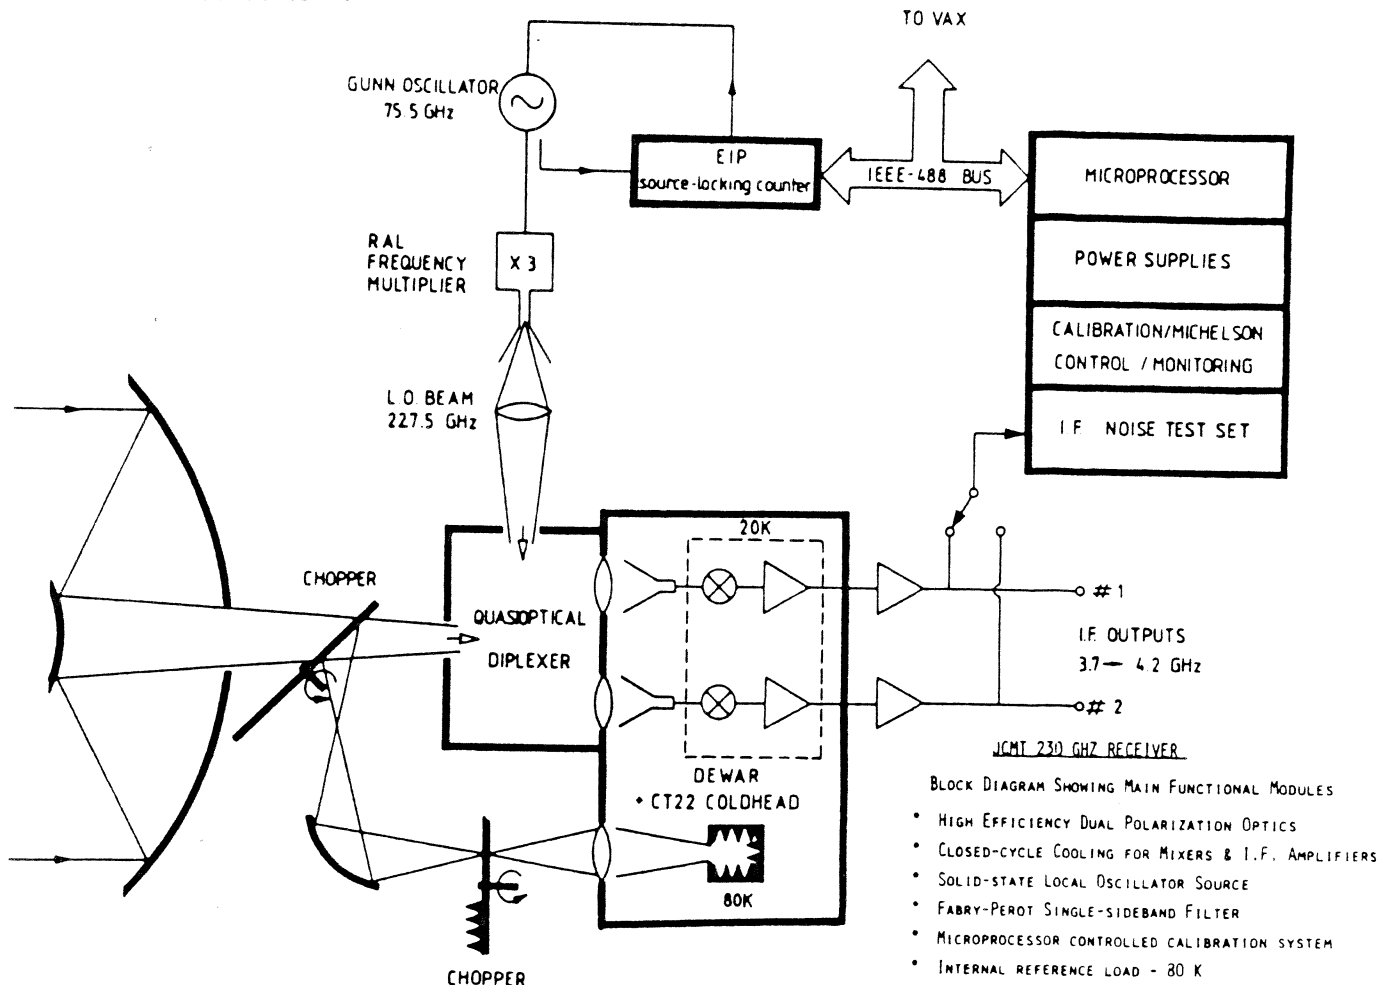 TO VAX
GUNN OSCILLATOR
75.5 GHz
EIP
source-locking counter
IEEE-488 BUS
MICROPROCESSOR
POWER SUPPLIES
CALIBRATION/MICHELSON
CONTROL / MONITORING
I.F. NOISE TEST SET
RAL
FREQUENCY
MULTIPLIER
X 3
L.O. BEAM
227.5 GHz
CHOPPER
QUASIOPTICAL
DIPLEXER
20K
# 1
I.F. OUTPUTS
3.7 — 4.2 GHz
# 2
DEWAR
+ CT22 COLDHEAD
80K
CHOPPER
JCMT 230 GHZ RECEIVER
BLOCK DIAGRAM SHOWING MAIN FUNCTIONAL MODULES
• HIGH EFFICIENCY DUAL POLARIZATION OPTICS
• CLOSED-CYCLE COOLING FOR MIXERS & I.F. AMPLIFIERS
• SOLID-STATE LOCAL OSCILLATOR SOURCE
• FABRY-PEROT SINGLE-SIDEBAND FILTER
• MICROPROCESSOR CONTROLLED CALIBRATION SYSTEM
• INTERNAL REFERENCE LOAD - 80 K